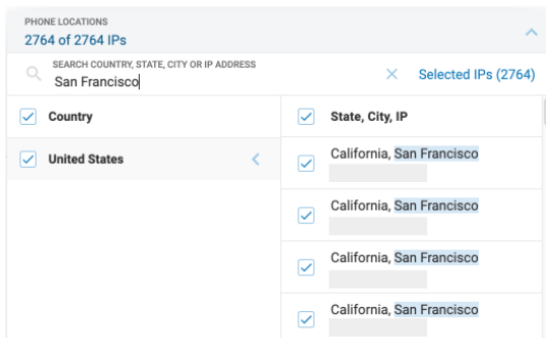 PHONE LOCATIONS
2764 of 2764 IPs
SEARCH COUNTRY, STATE, CITY OR IP ADDRESS
San Francisco
Selected IPs (2764)
Country
State, City, IP
United States
California, San Francisco
California, San Francisco
California, San Francisco
California, San Francisco